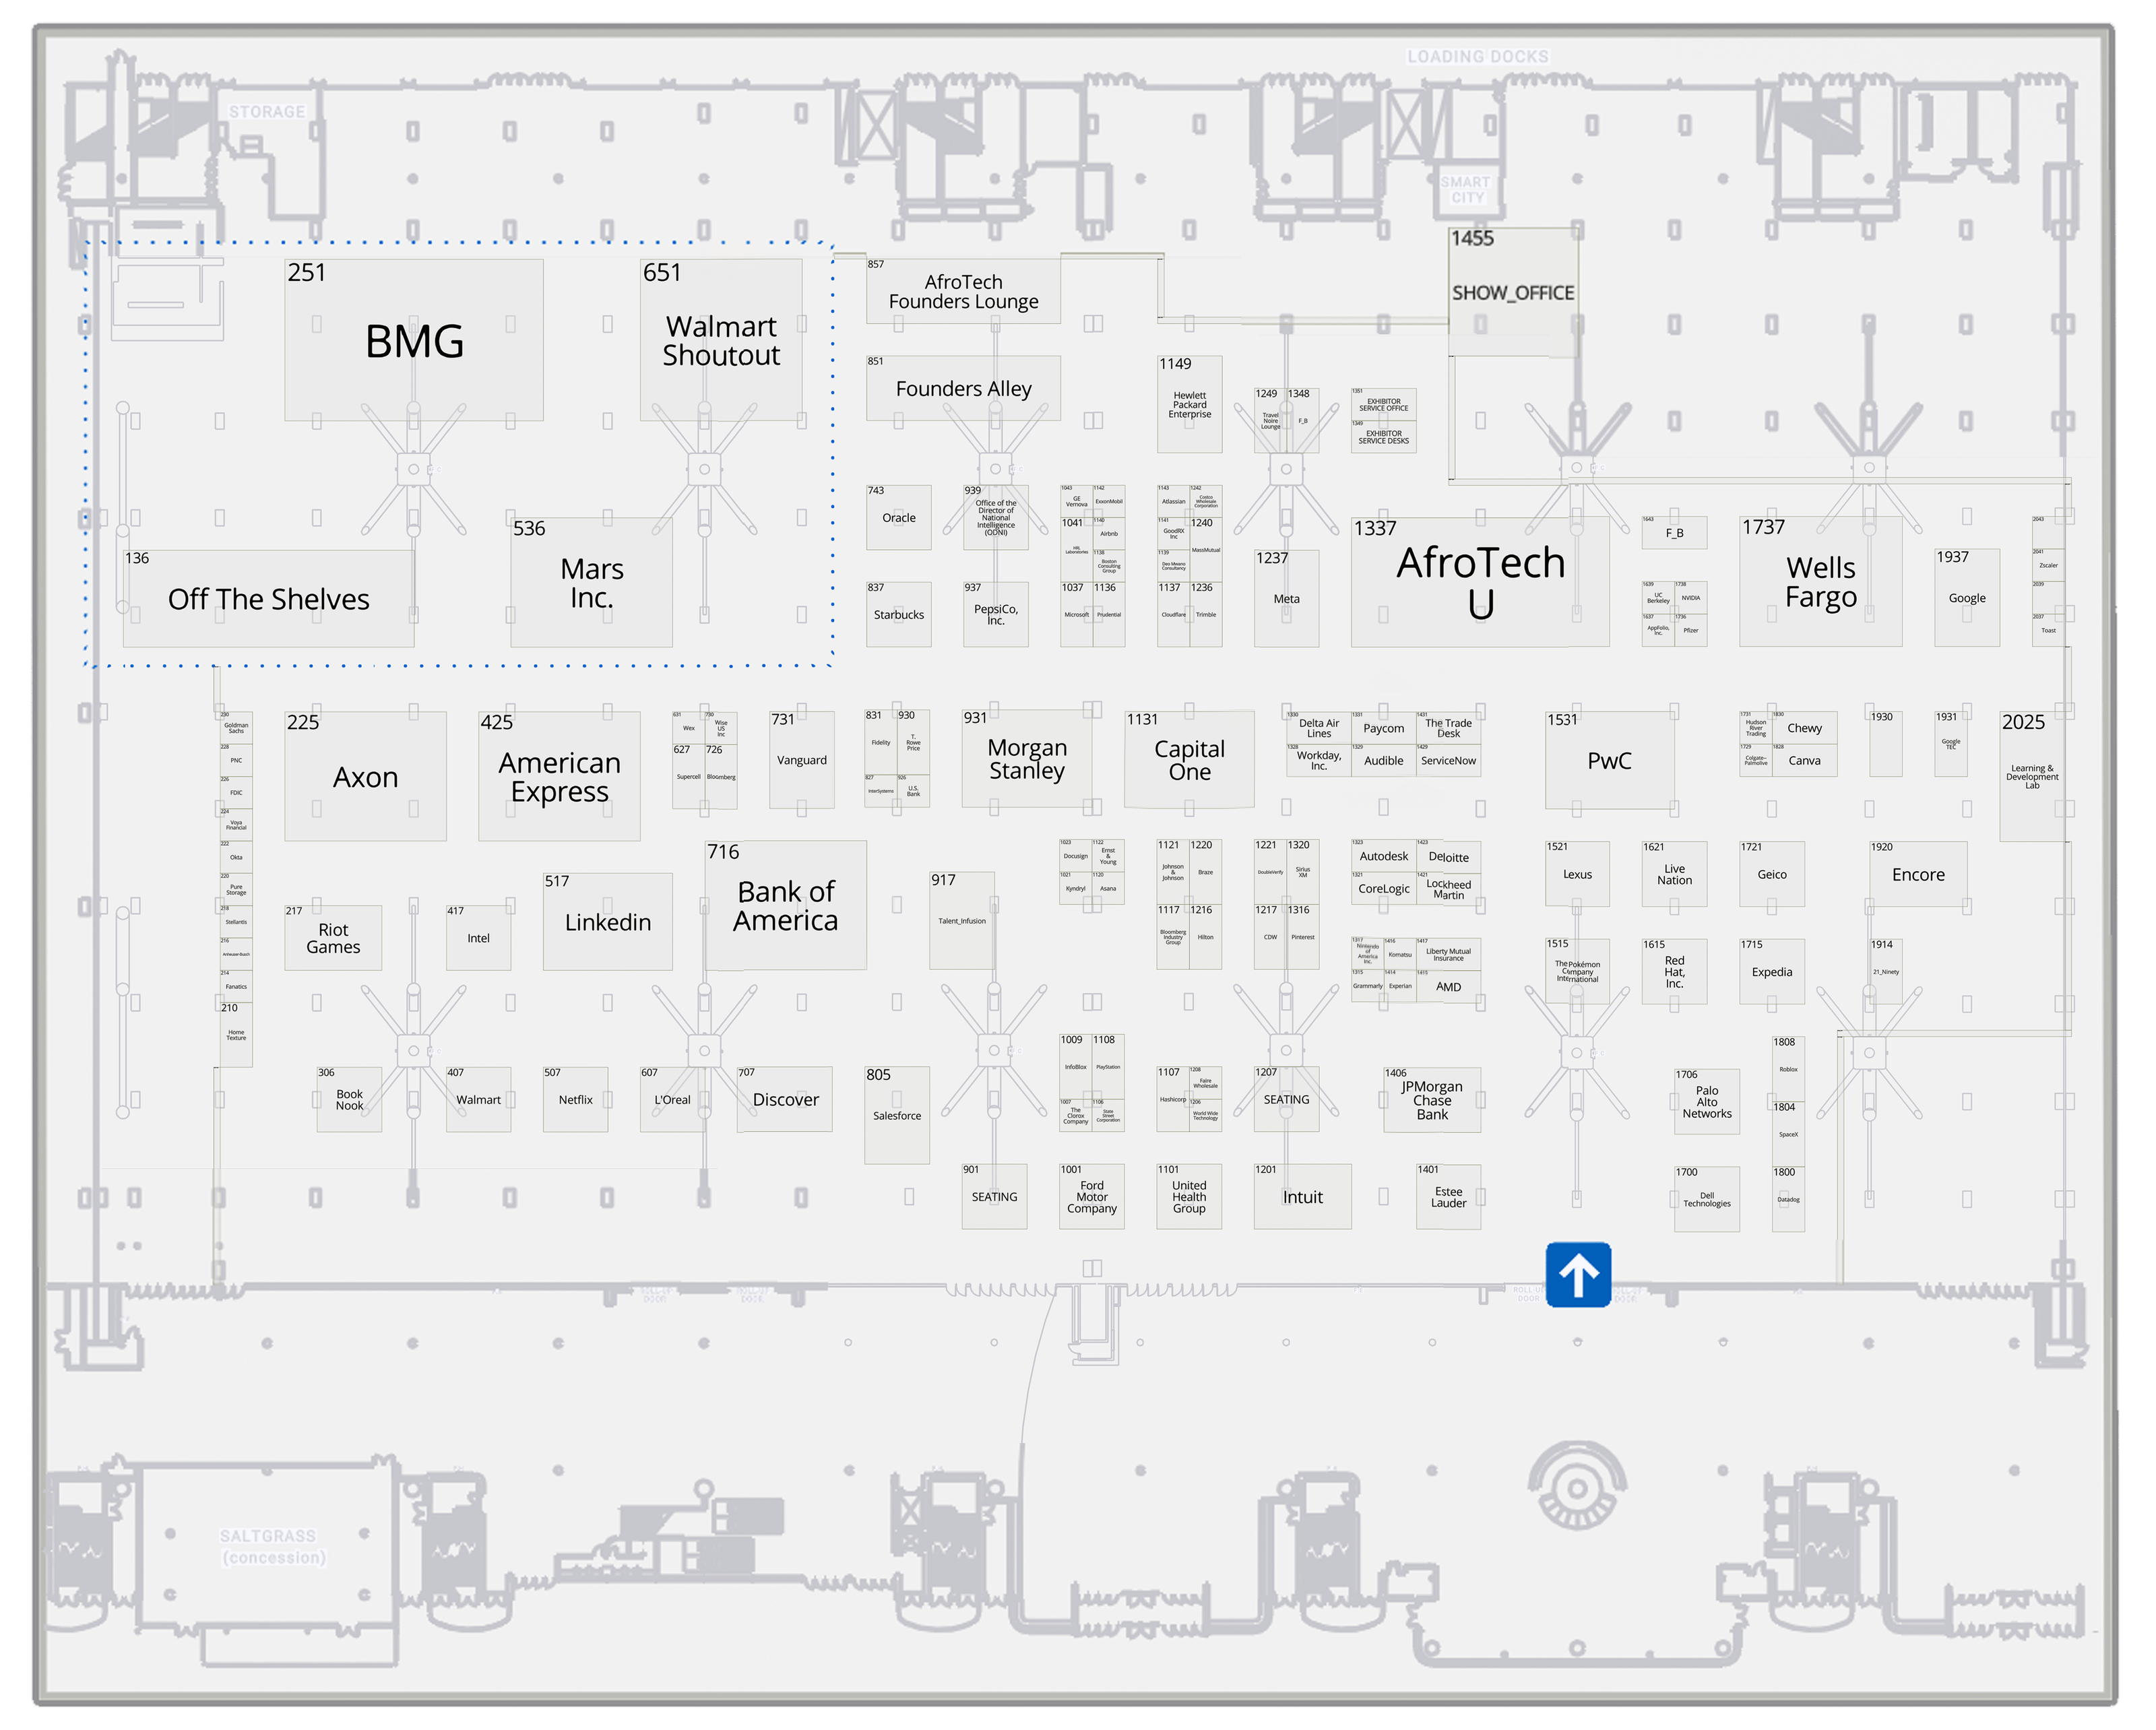 LOADING DOCKS
STORAGE
SMART
CITY
1455
SHOW_OFFICE
251
BMG
651
Walmart
Shoutout
857
AfroTech
Founders Lounge
851
Founders Alley
1149
Hewlett
Packard
Enterprise
1249
Travel
Noire
Lounge
1348
F_B
1351
EXHIBITOR
SERVICE OFFICE
1349
EXHIBITOR
SERVICE DESKS
136
Off The Shelves
536
Mars
Inc.
743
Oracle
939
Office of the
Director of
National
Intelligence
(ODNI)
1043
GE
Vernova
1142
ExxonMobil
1041
HRL
Laboratories
1140
Airbnb
1138
Boston
Consulting
Group
1037
Microsoft
1136
Prudential
1143
Atlassian
1242
Costco
Wholesale
Corporation
1141
GoodRX
Inc
1240
MassMutual
1139
Deo Meeno
Consultancy
1137
Cloudflare
1236
Trimble
837
Starbucks
937
PepsiCo,
Inc.
1237
Meta
1337
AfroTech
U
1643
F_B
1639
UC
Berkeley
1738
NVIDIA
1637
AppFolio,
Inc.
1736
Pfizer
1737
Wells
Fargo
1937
Google
2043
2041
Zscaler
2039
2037
Toast
230
Goldman
Sachs
228
PNC
226
FDIC
224
Voya
Financial
222
Okta
220
Pure
Storage
218
Stellantis
216
Anheuser-Busch
214
Fanatics
210
Home
Texture
225
Axon
425
American
Express
631
Wex
730
Wise
US
Inc
627
Supercell
726
Bloomberg
731
Vanguard
831
Fidelity
930
T.
Rowe
Price
827
InterSystems
926
U.S.
Bank
931
Morgan
Stanley
1131
Capital
One
1330
Delta Air
Lines
1331
Paycom
1431
The Trade
Desk
1328
Workday,
Inc.
1329
Audible
1429
ServiceNow
1531
PwC
1731
Hudson
River
Trading
1830
Chewy
1729
Colgate-
Palmolive
1828
Canva
1930
1931
Google
TEC
2025
Learning &
Development
Lab
217
Riot
Games
417
Intel
517
Linkedin
716
Bank of
America
917
Talent_Infusion
1023
Docusign
1122
Ernst
&
Young
1021
Kyndryl
1120
Asana
1121
Johnson
&
Johnson
1220
Braze
1117
Bloomberg
Industry
Group
1216
Hilton
1221
DoubleVerify
1320
Sirius
XM
1217
CDW
1316
Pinterest
1323
Autodesk
1423
Deloitte
1321
CoreLogic
1421
Lockheed
Martin
1317
Nintendo
of
America
Inc.
1416
Komatsu
1417
Liberty Mutual
Insurance
1315
Grammarly
1414
Experian
1415
AMD
1521
Lexus
1621
Live
Nation
1721
Geico
1920
Encore
1515
The Pokémon
Company
International
1615
Red
Hat,
Inc.
1715
Expedia
1914
21_Ninety
306
Book
Nook
407
Walmart
507
Netflix
607
L'Oreal
707
Discover
805
Salesforce
1009
InfoBlox
1108
PlayStation
1007
The
Clorox
Company
1106
State
Street
Corporation
1107
Hashicorp
1208
Faire
Wholesale
1206
World Wide
Technology
1207
SEATING
1406
JPMorgan
Chase
Bank
1706
Palo
Alto
Networks
1808
Roblox
1804
SpaceX
1800
Datadog
901
SEATING
1001
Ford
Motor
Company
1101
United
Health
Group
1201
Intuit
1401
Estee
Lauder
1700
Dell
Technologies
SALTGRASS
(concession)